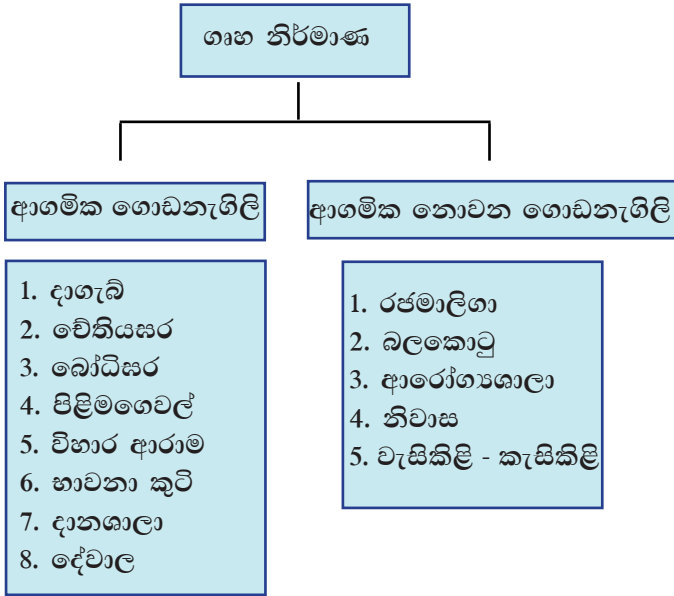 ගෘහ නිර්මාණ
ආගමික ගොඩනැගිලි
ආගමික නොවන ගොඩනැගිලි
1. දාගැබ්
2. චේතියඝර
3. බෝධිඝර
4. පිළිමගෙවල්
5. විහාර ආරාම
6. භාවනා කුටි
7. දානශාලා
8. දේවාල
1. රජමාලිගා
2. බලකොටු
3. ආරෝග්‍යශාලා
4. නිවාස
5. වැසිකිළි - කැසිකිළි